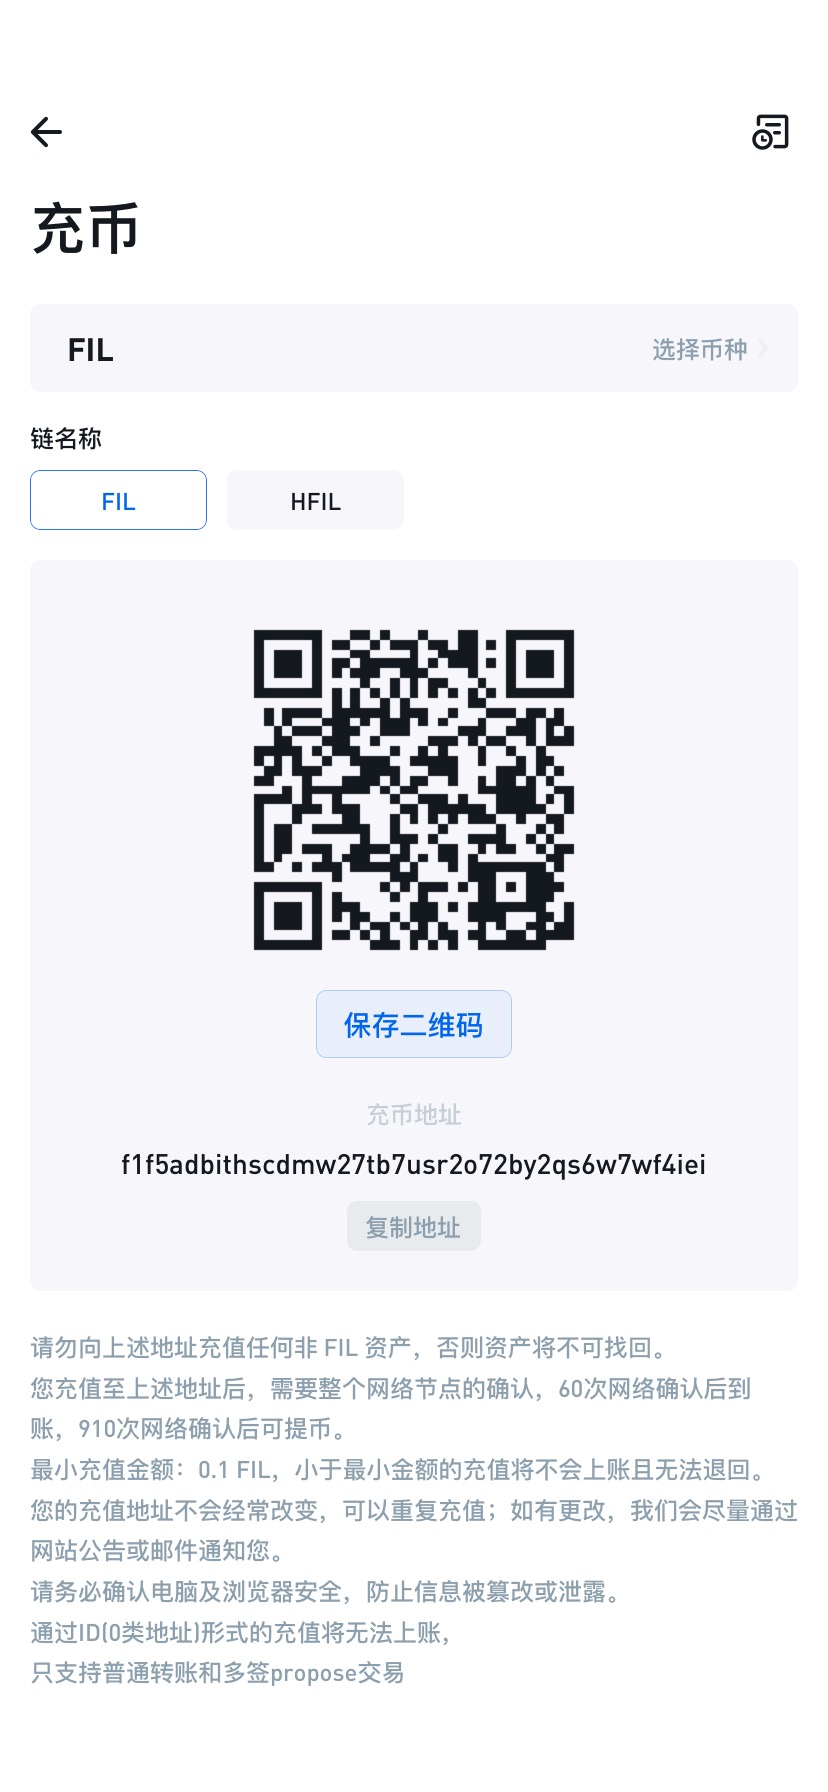 充币
FIL
选择币种
链名称
FIL
HFIL
保存二维码
充币地址
f1f5adbithscdmw27tb7usr2o72by2qs6w7wf4iei
复制地址
请勿向上述地址充值任何非 FIL 资产，否则资产将不可找回。
您充值至上述地址后，需要整个网络节点的确认，60次网络确认后到
账，910次网络确认后可提币。
最小充值金额：0.1 FIL，小于最小金额的充值将不会上账且无法退回。
您的充值地址不会经常改变，可以重复充值；如有更改，我们会尽量通过
网站公告或邮件通知您。
请务必确认电脑及浏览器安全，防止信息被篡改或泄露。
通过ID(0类地址)形式的充值将无法上账，
只支持普通转账和多签propose交易